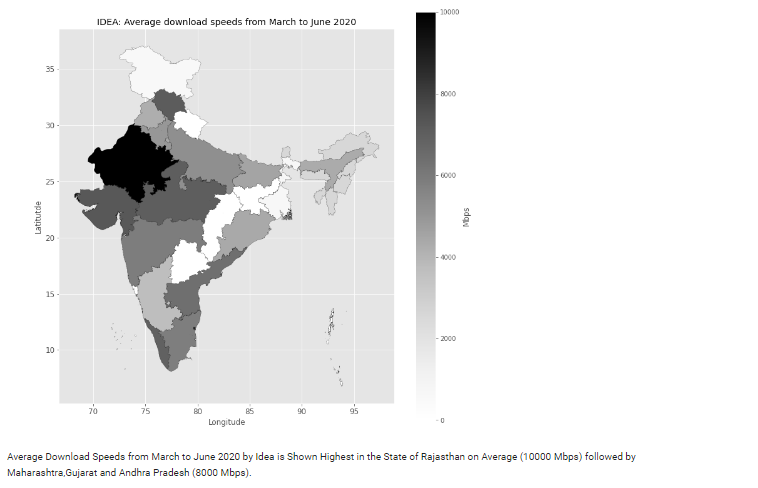 IDEA: Average download speeds from March to June 2020
10000
8000
6000
4000
2000
0
Mbps
35
30
25
20
15
10
Latitutde
70 75 80 85 90 95
Longitude
Average Download Speeds from March to June 2020 by Idea is Shown Highest in the State of Rajasthan on Average (10000 Mbps) followed by
Maharashtra,Gujarat and Andhra Pradesh (8000 Mbps).